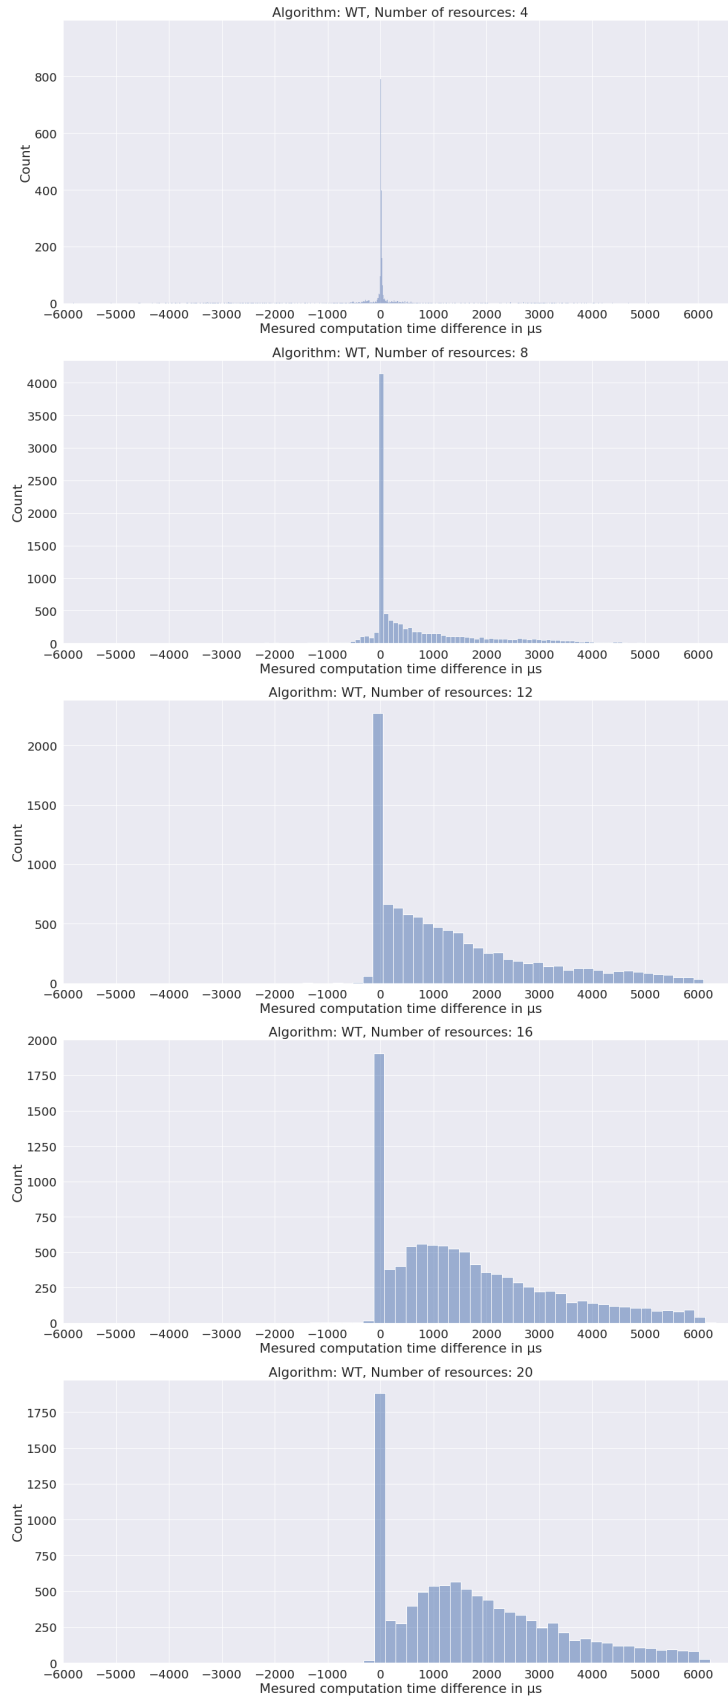 Algorithm: WT, Number of resources: 4
800
600
400
200
0
Count
−6000 −5000 −4000 −3000 −2000 −1000 0 1000 2000 3000 4000 5000 6000
Mesured computation time difference in µs
Algorithm: WT, Number of resources: 8
4000
3500
3000
2500
2000
1500
1000
500
0
Count
−6000 −5000 −4000 −3000 −2000 −1000 0 1000 2000 3000 4000 5000 6000
Mesured computation time difference in µs
Algorithm: WT, Number of resources: 12
2000
1500
1000
500
0
Count
−6000 −5000 −4000 −3000 −2000 −1000 0 1000 2000 3000 4000 5000 6000
Mesured computation time difference in µs
Algorithm: WT, Number of resources: 16
2000
1750
1500
1250
1000
750
500
250
0
Count
−6000 −5000 −4000 −3000 −2000 −1000 0 1000 2000 3000 4000 5000 6000
Mesured computation time difference in µs
Algorithm: WT, Number of resources: 20
1750
1500
1250
1000
750
500
250
0
Count
−6000 −5000 −4000 −3000 −2000 −1000 0 1000 2000 3000 4000 5000 6000
Mesured computation time difference in µs